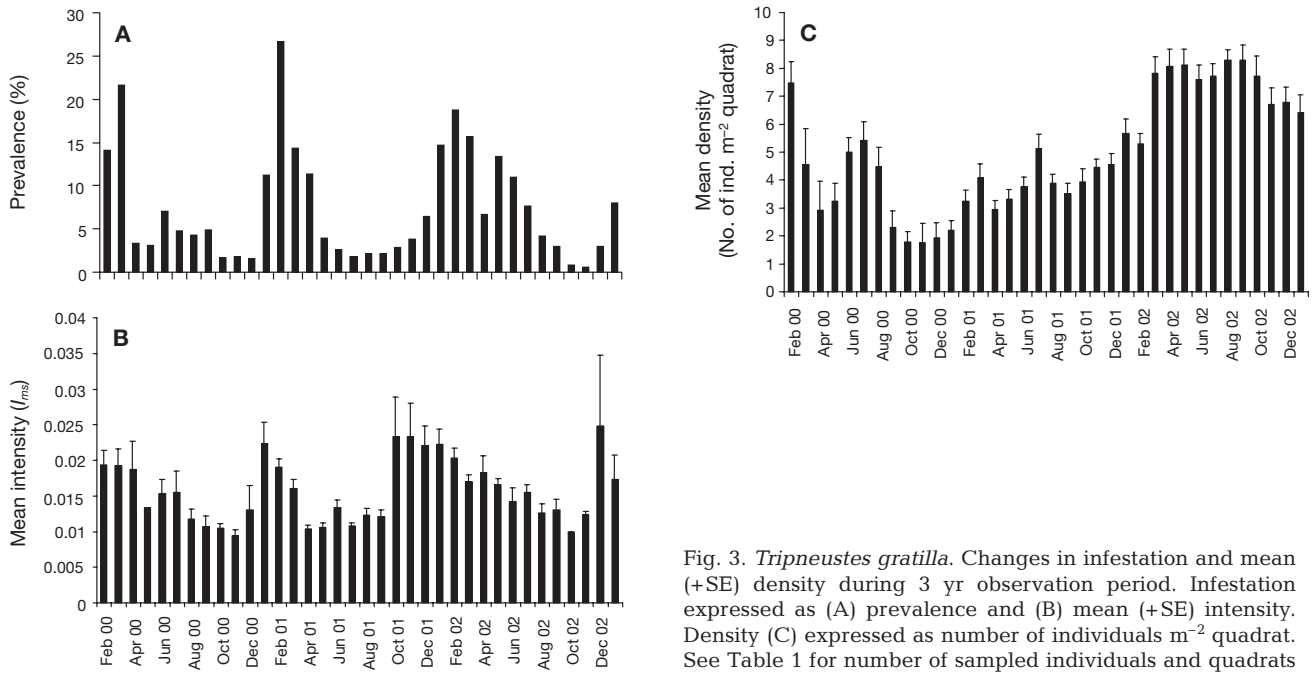 A
Prevalence (%)
30
25
20
15
10
5
0
B
Mean intensity (Ims)
0.04
0.035
0.03
0.025
0.02
0.015
0.01
0.005
0
Feb 00
Apr 00
Jun 00
Aug 00
Oct 00
Dec 00
Feb 01
Apr 01
Jun 01
Aug 01
Oct 01
Dec 01
Feb 02
Apr 02
Jun 02
Aug 02
Oct 02
Dec 02
C
Mean density
(No. of ind. m–2 quadrat)
10
9
8
7
6
5
4
3
2
1
0
Feb 00
Apr 00
Jun 00
Aug 00
Oct 00
Dec 00
Feb 01
Apr 01
Jun 01
Aug 01
Oct 01
Dec 01
Feb 02
Apr 02
Jun 02
Aug 02
Oct 02
Dec 02
Fig. 3. Tripneustes gratilla. Changes in infestation and mean
(+SE) density during 3 yr observation period. Infestation
expressed as (A) prevalence and (B) mean (+SE) intensity.
Density (C) expressed as number of individuals m–2 quadrat.
See Table 1 for number of sampled individuals and quadrats